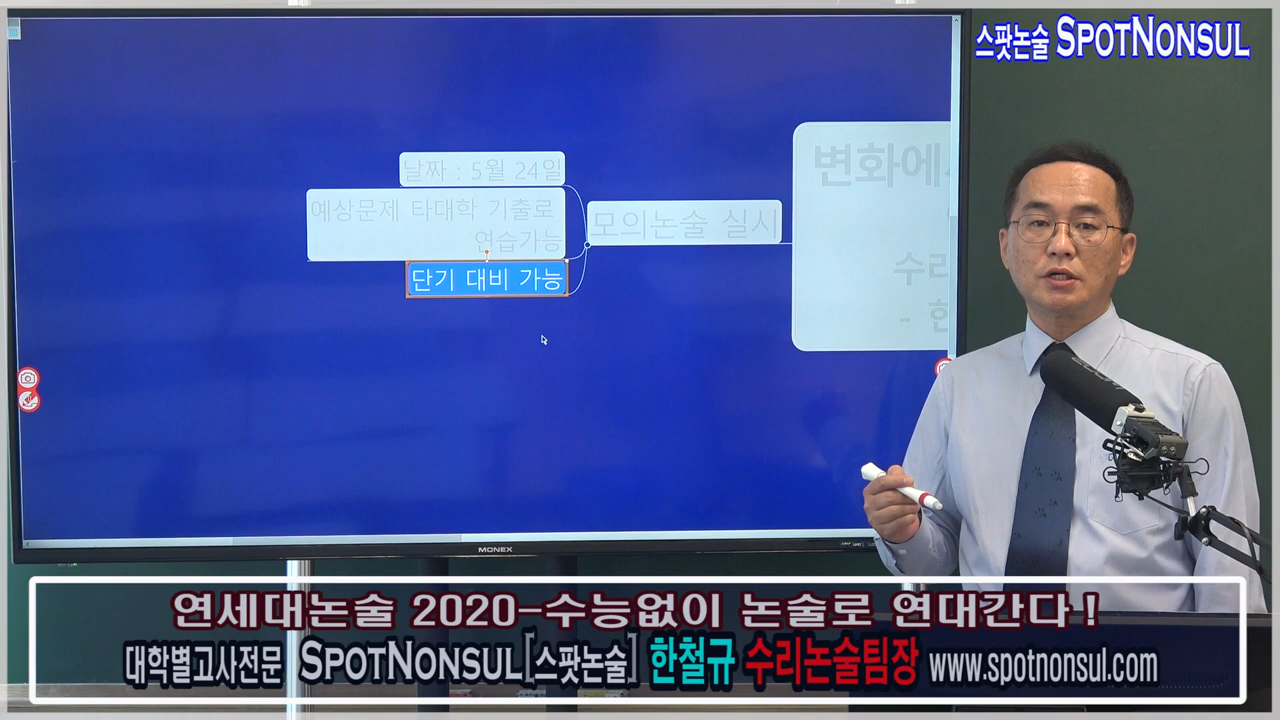 스팟논술 SPOTNONSUL
날짜 : 5월 24일
예상문제 타대학 기출로
연습가능
단기 대비 가능
모의논술 실시
변화에
수리
-
MONEX
연세대논술 2020-수능없이 논술로 연대간다!
대학별고사전문 SPOTNONSUL[스팟논술] 한철규 수리논술팀장 www.spotnonsul.com